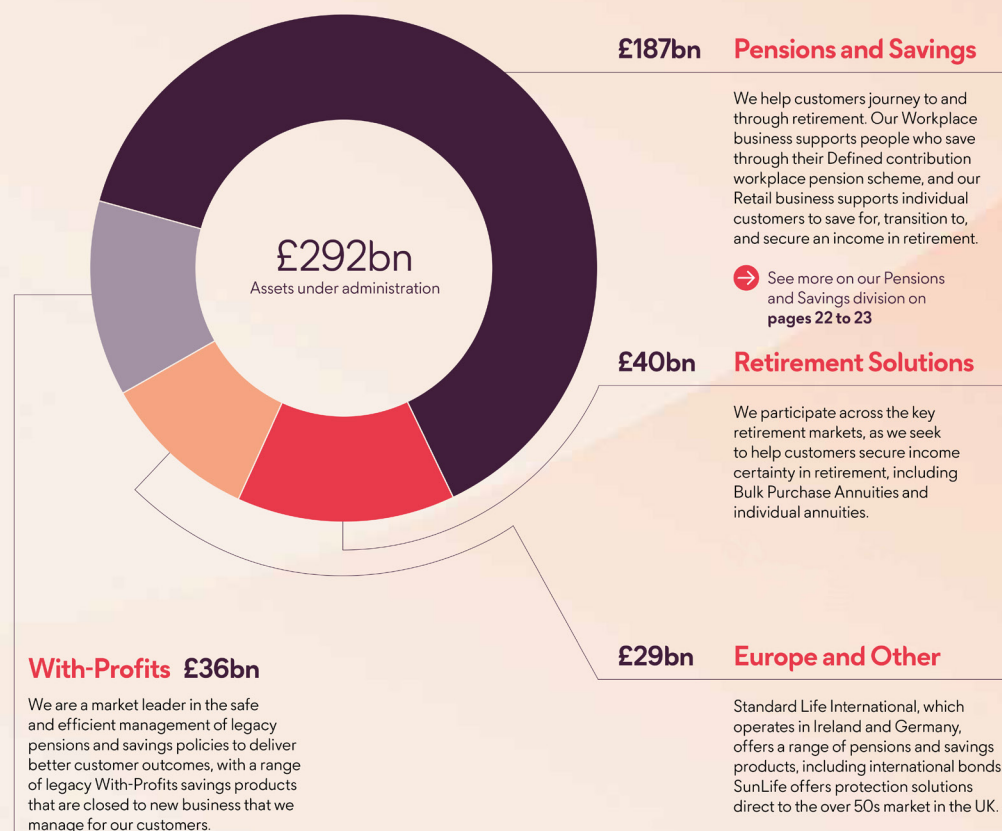 £292bn
Assets under administration
£187bn Pensions and Savings
We help customers journey to and
through retirement. Our Workplace
business supports people who save
through their Defined contribution
workplace pension scheme, and our
Retail business supports individual
customers to save for, transition to,
and secure an income in retirement.
See more on our Pensions
and Savings division on
pages 22 to 23
£40bn Retirement Solutions
We participate across the key
retirement markets, as we seek
to help customers secure income
certainty in retirement, including
Bulk Purchase Annuities and
individual annuities.
£29bn Europe and Other
Standard Life International, which
operates in Ireland and Germany,
offers a range of pensions and savings
products, including international bonds
SunLife offers protection solutions
direct to the over 50s market in the UK.
With-Profits £36bn
We are a market leader in the safe
and efficient management of legacy
pensions and savings policies to deliver
better customer outcomes, with a range
of legacy With-Profits savings products
that are closed to new business that we
manage for our customers.